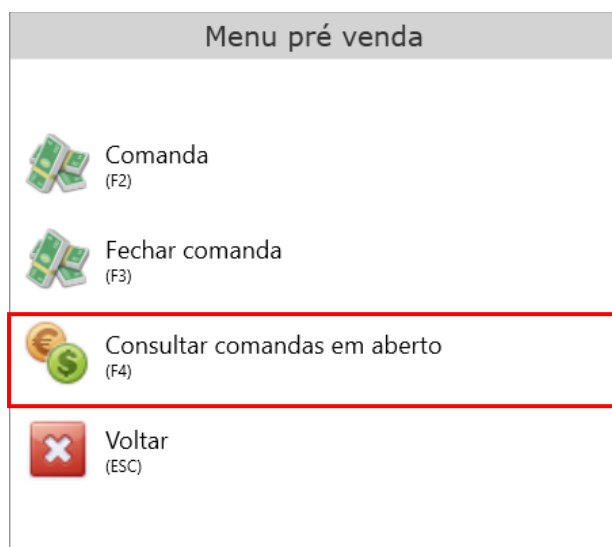 Menu pré venda
Comanda
(F2)
Fechar comanda
(F3)
Consultar comandas em aberto
(F4)
Voltar
(ESC)